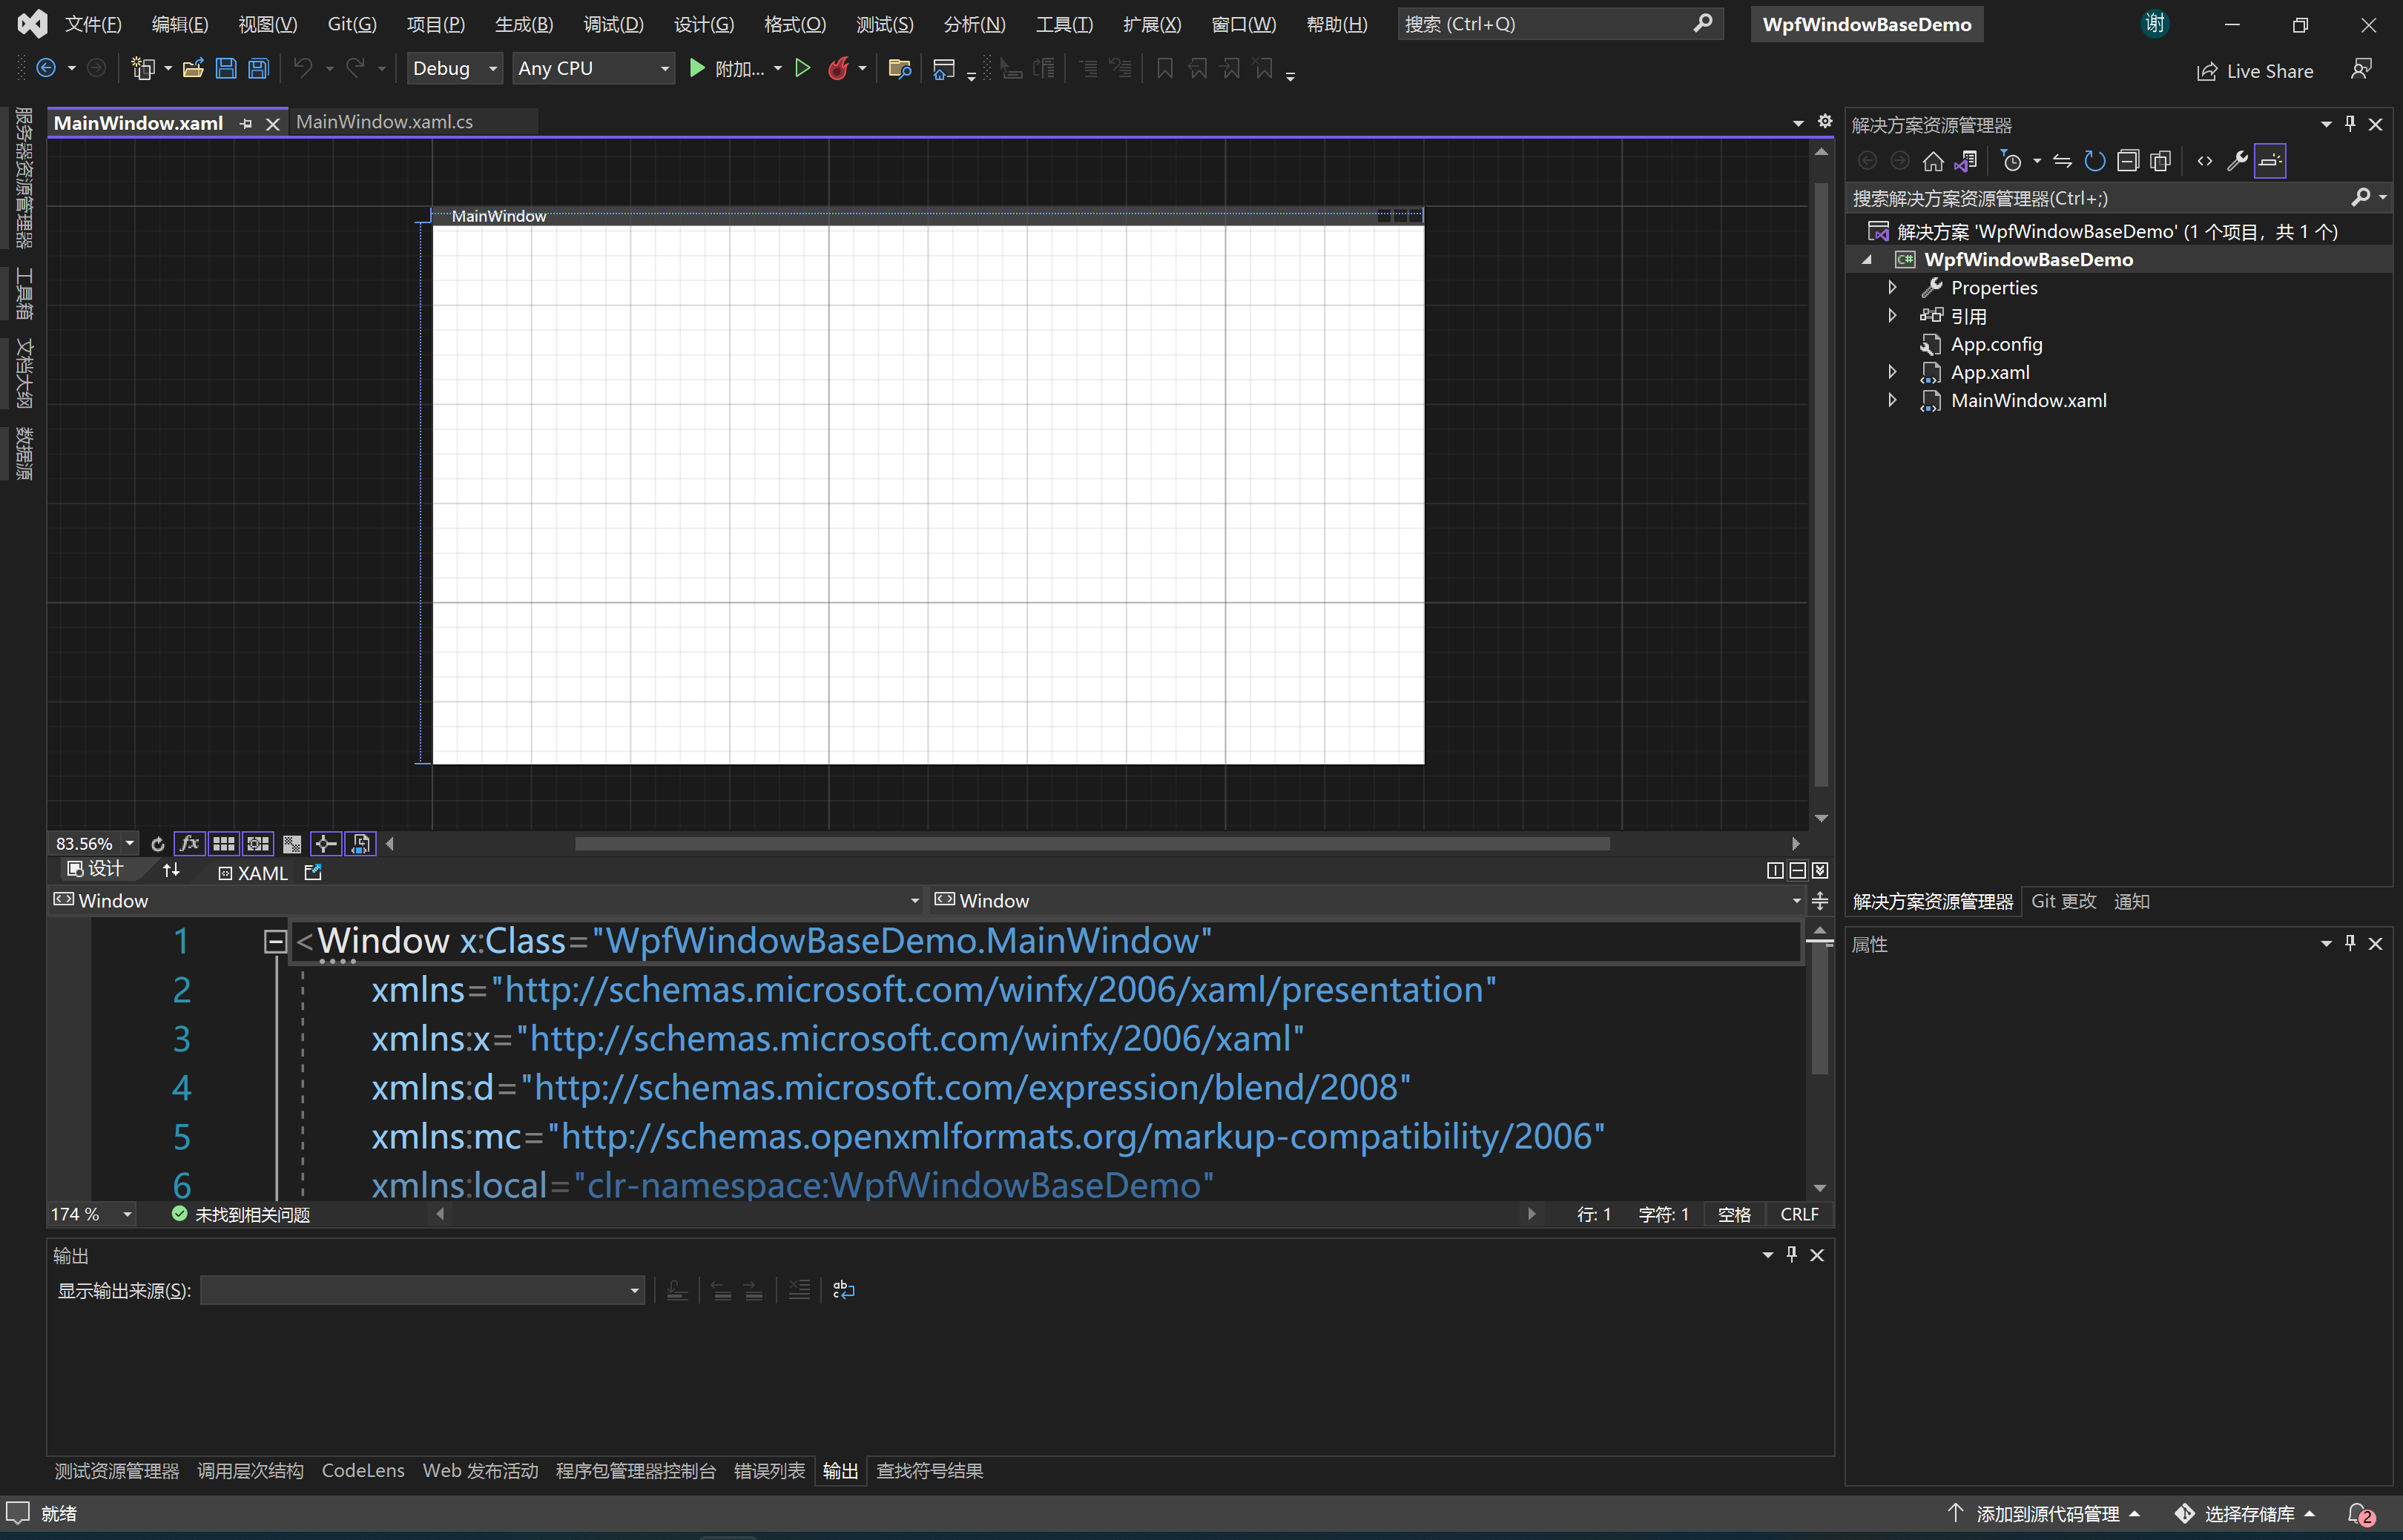 文件(F) 编辑(E) 视图(V) Git(G) 项目(P) 生成(B) 调试(D) 设计(G) 格式(O) 测试(S) 分析(N) 工具(T) 扩展(X) 窗口(W) 帮助(H) 搜索 (Ctrl+Q) WpfWindowBaseDemo 谢
Debug Any CPU 附加... Live Share
服务器资源管理器
工具箱
文档大纲
数据源
MainWindow.xaml MainWindow.xaml.cs
MainWindow
83.56%
设计 XAML
Window Window
1 <Window x:Class="WpfWindowBaseDemo.MainWindow"
2 xmlns="http://schemas.microsoft.com/winfx/2006/xaml/presentation"
3 xmlns:x="http://schemas.microsoft.com/winfx/2006/xaml"
4 xmlns:d="http://schemas.microsoft.com/expression/blend/2008"
5 xmlns:mc="http://schemas.openxmlformats.org/markup-compatibility/2006"
6 xmlns:local="clr-namespace:WpfWindowBaseDemo"
174 % 未找到相关问题 行: 1 字符: 1 空格 CRLF
输出
显示输出来源(S):
测试资源管理器 调用层次结构 CodeLens Web 发布活动 程序包管理器控制台 错误列表 输出 查找符号结果
解决方案资源管理器
搜索解决方案资源管理器(Ctrl+;)
解决方案 'WpfWindowBaseDemo' (1 个项目，共 1 个)
C# WpfWindowBaseDemo
Properties
引用
App.config
App.xaml
MainWindow.xaml
解决方案资源管理器 Git 更改 通知
属性
就绪 添加到源代码管理 选择存储库 2